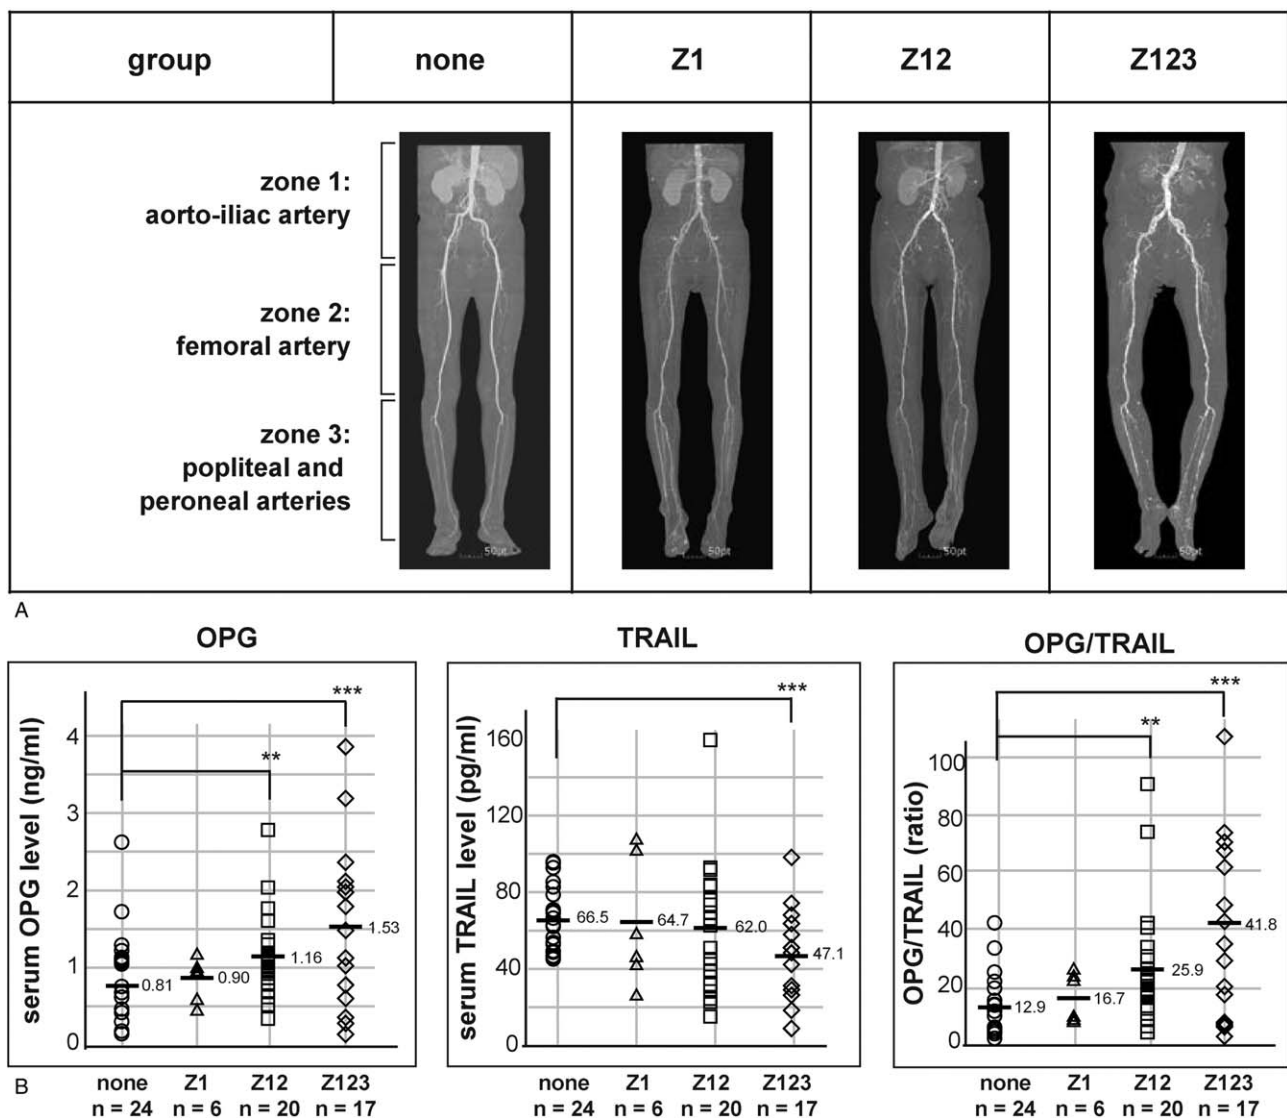 group none Z1 Z12 Z123
zone 1:
aorto-iliac artery
zone 2:
femoral artery
zone 3:
popliteal and
peroneal arteries
50pt 50pt 50pt 50pt
A
OPG
serum OPG level (ng/ml)
4
3
2
1
0
***
**
0.81
0.90
1.16
1.53
none Z1 Z12 Z123
n = 24 n = 6 n = 20 n = 17
TRAIL
serum TRAIL level (pg/ml)
160
120
80
40
0
***
66.5
64.7
62.0
47.1
none Z1 Z12 Z123
n = 24 n = 6 n = 20 n = 17
OPG/TRAIL
OPG/TRAIL (ratio)
100
80
60
40
20
0
***
**
12.9
16.7
25.9
41.8
none Z1 Z12 Z123
n = 24 n = 6 n = 20 n = 17
B